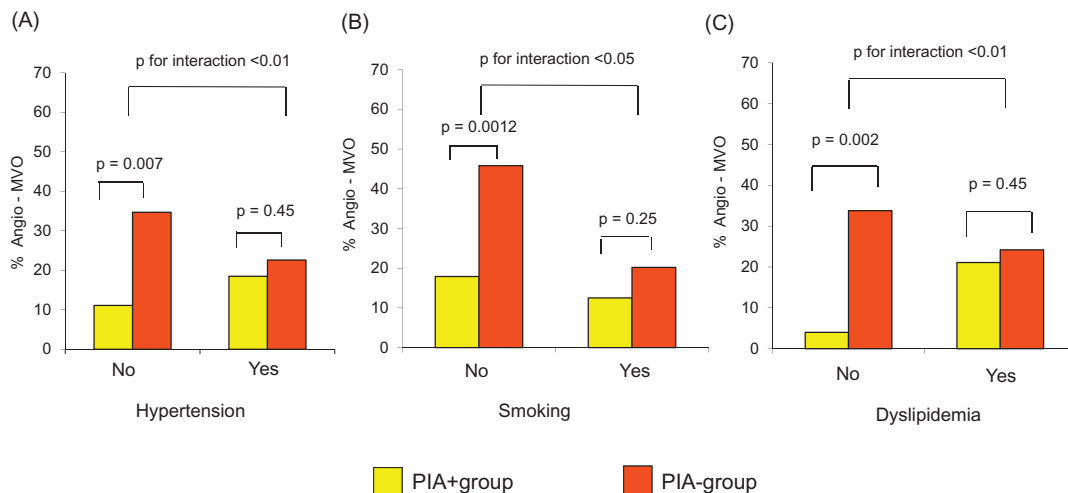 (A)
p for interaction <0.01
70
60
50
40
30
20
10
0
% Angio - MVO
p = 0.007
p = 0.45
No
Yes
Hypertension
(B)
p for interaction <0.05
70
60
50
40
30
20
10
0
% Angio - MVO
p = 0.0012
p = 0.25
No
Yes
Smoking
(C)
p for interaction <0.01
70
60
50
40
30
20
10
0
% Angio - MVO
p = 0.002
p = 0.45
No
Yes
Dyslipidemia
PIA+group
PIA-group